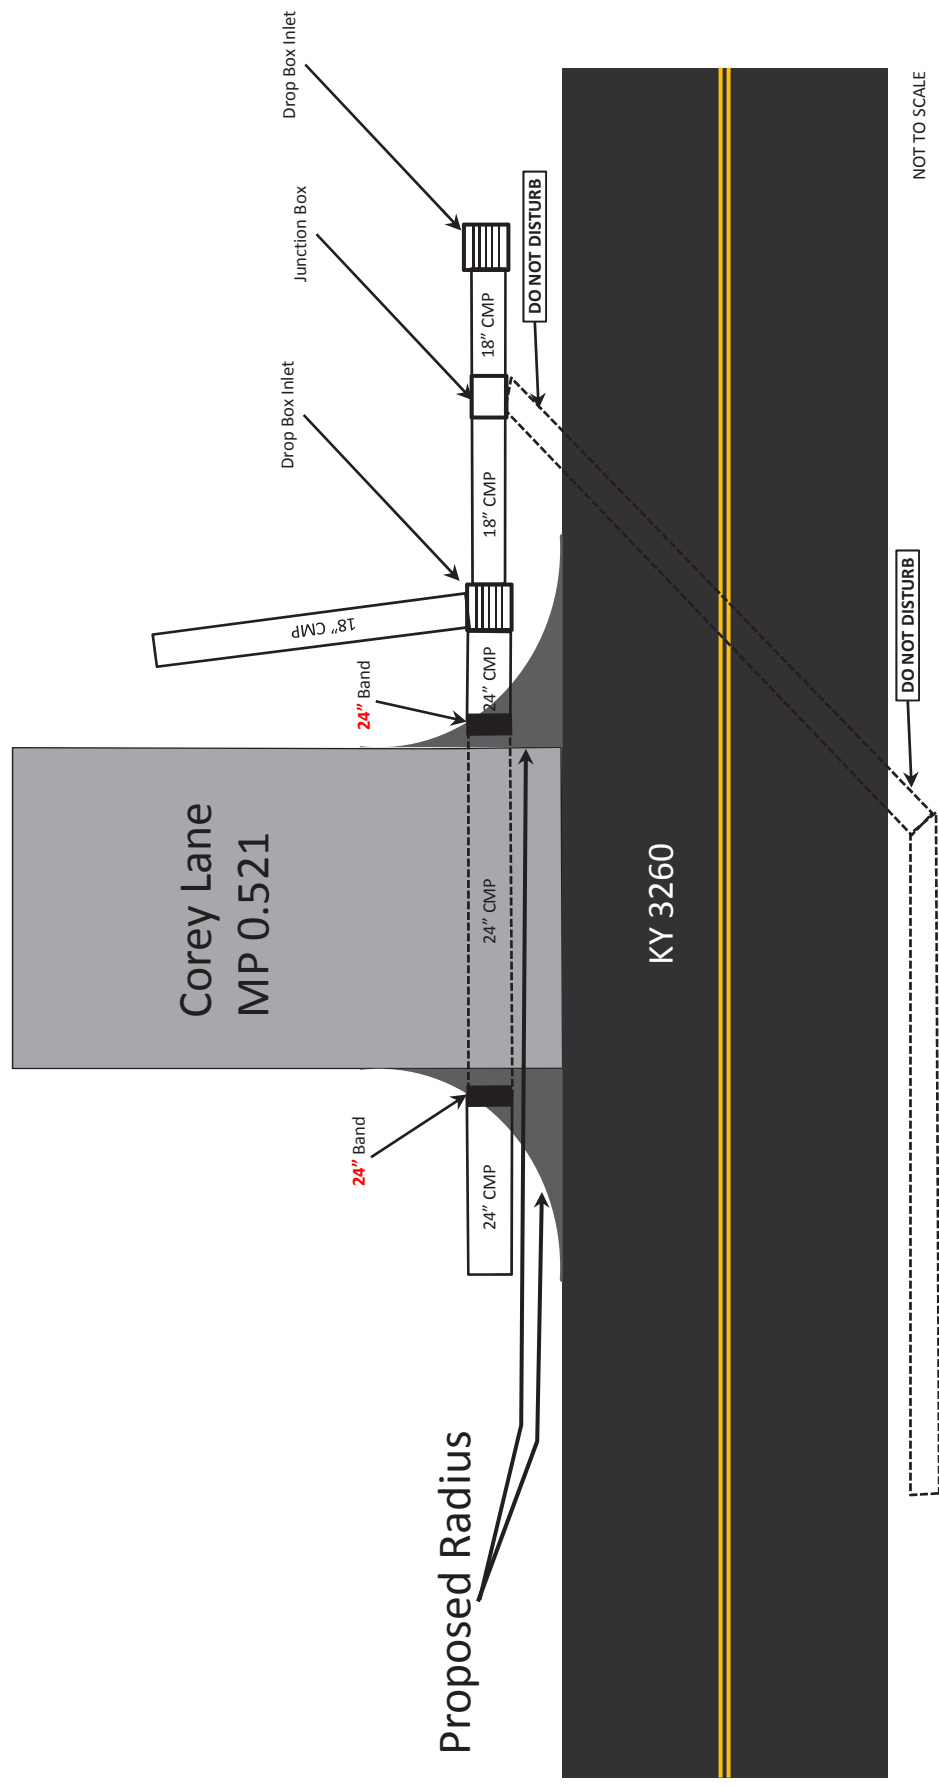 Drop Box Inlet
Junction Box
Drop Box Inlet
24” Band
24” Band
Corey Lane
MP 0.521
18” CMP
24” CMP
24” CMP
24” CMP
18” CMP
18” CMP
DO NOT DISTURB
Proposed Radius
KY 3260
DO NOT DISTURB
NOT TO SCALE